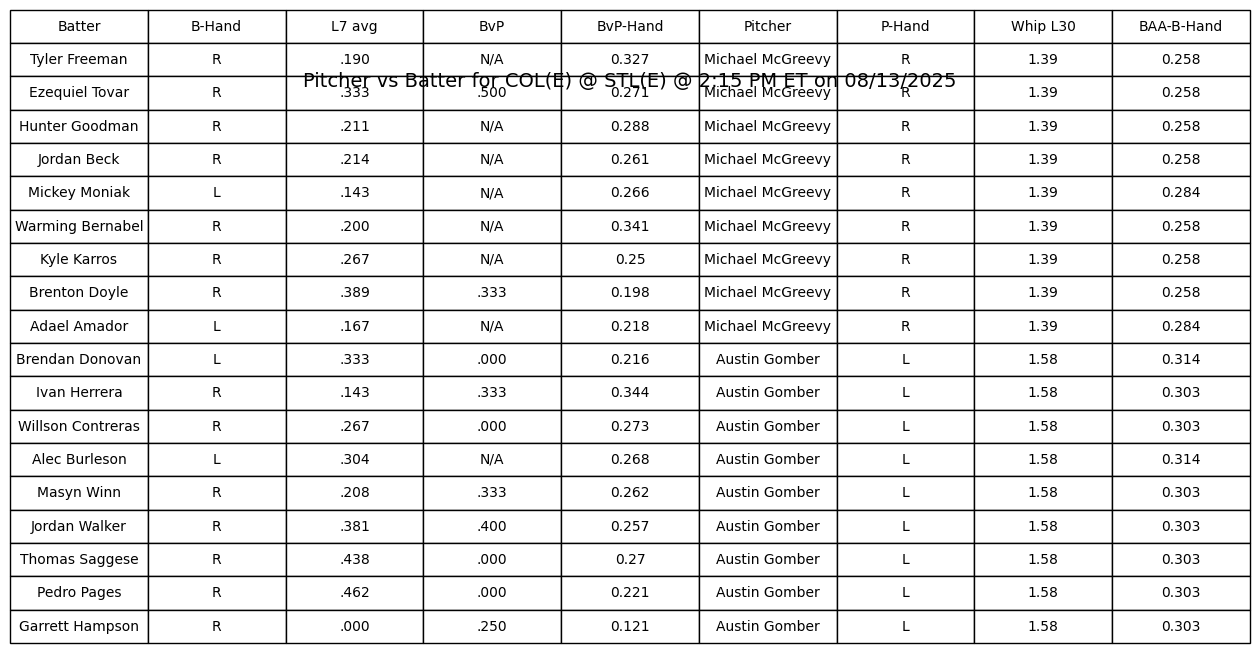 Batter B-Hand L7 avg BvP BvP-Hand Pitcher P-Hand Whip L30 BAA-B-Hand
Tyler Freeman R .190 N/A 0.327 Michael McGreevy R 1.39 0.258
Pitcher vs Batter for COL(E) @ STL(E) @ 2:15 PM ET on 08/13/2025
Ezequiel Tovar R .333 .500 0.271 Michael McGreevy R 1.39 0.258
Hunter Goodman R .211 N/A 0.288 Michael McGreevy R 1.39 0.258
Jordan Beck R .214 N/A 0.261 Michael McGreevy R 1.39 0.258
Mickey Moniak L .143 N/A 0.266 Michael McGreevy R 1.39 0.284
Warming Bernabel R .200 N/A 0.341 Michael McGreevy R 1.39 0.258
Kyle Karros R .267 N/A 0.25 Michael McGreevy R 1.39 0.258
Brenton Doyle R .389 .333 0.198 Michael McGreevy R 1.39 0.258
Adael Amador L .167 N/A 0.218 Michael McGreevy R 1.39 0.284
Brendan Donovan L .333 .000 0.216 Austin Gomber L 1.58 0.314
Ivan Herrera R .143 .333 0.344 Austin Gomber L 1.58 0.303
Willson Contreras R .267 .000 0.273 Austin Gomber L 1.58 0.303
Alec Burleson L .304 N/A 0.268 Austin Gomber L 1.58 0.314
Masyn Winn R .208 .333 0.262 Austin Gomber L 1.58 0.303
Jordan Walker R .381 .400 0.257 Austin Gomber L 1.58 0.303
Thomas Saggese R .438 .000 0.27 Austin Gomber L 1.58 0.303
Pedro Pages R .462 .000 0.221 Austin Gomber L 1.58 0.303
Garrett Hampson R .000 .250 0.121 Austin Gomber L 1.58 0.303